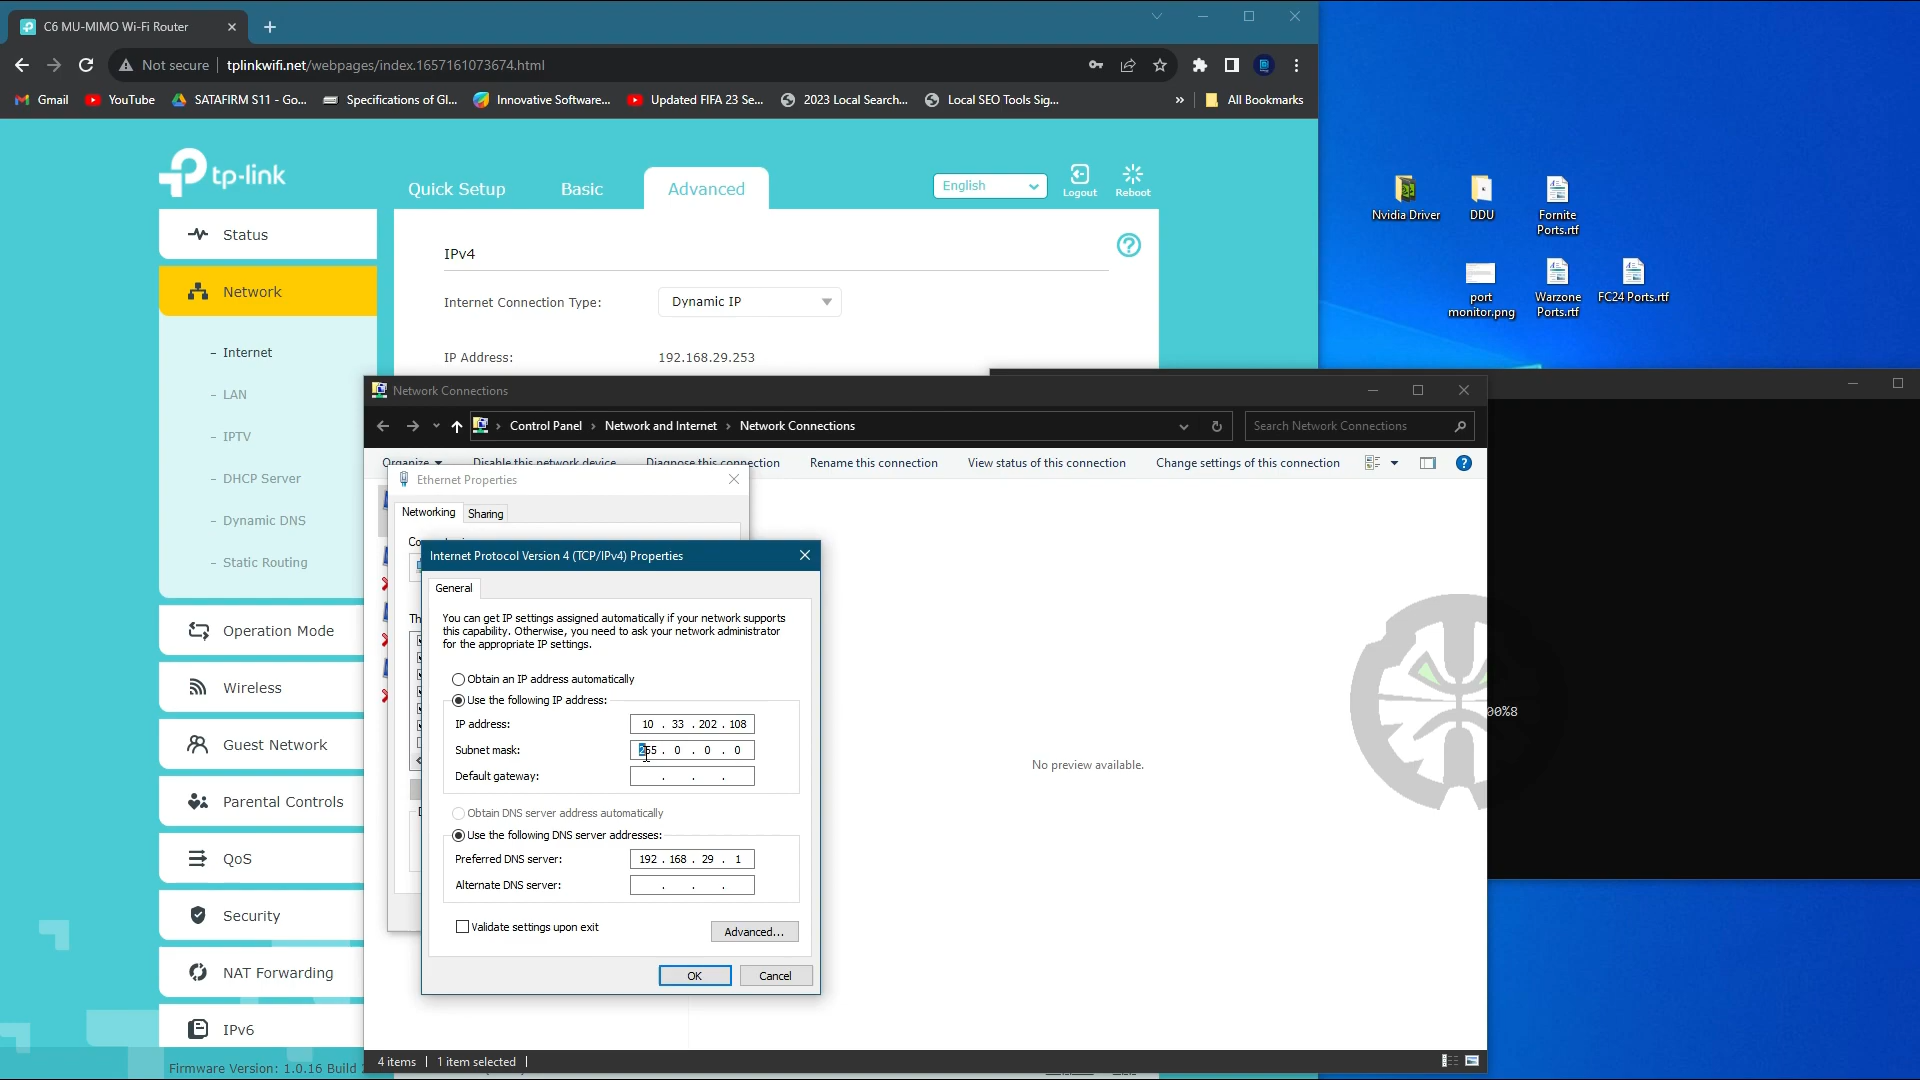 C6 MU-MIMO Wi-Fi Router
Not secure
tplinkwifi.net/webpages/index.1657161073674.html
Gmail
YouTube
SATAFIRM S11 - Go...
Specifications of Gl...
Innovative Software...
Updated FIFA 23 Se...
2023 Local Search...
Local SEO Tools Sig...
»
All Bookmarks
tp-link
Quick Setup
Basic
Advanced
English
Logout
Reboot
Status
Network
- Internet
- LAN
- IPTV
- DHCP Server
- Dynamic DNS
- Static Routing
Operation Mode
Wireless
Guest Network
Parental Controls
QoS
Security
NAT Forwarding
IPv6
Firmware Version: 1.0.16 Build
IPv4
Internet Connection Type:
Dynamic IP
IP Address:
192.168.29.253
Nvidia Driver
DDU
Fornite
Ports.rtf
port
monitor.png
Warzone
Ports.rtf
FC24 Ports.rtf
Network Connections
Control Panel
Network and Internet
Network Connections
Search Network Connections
Organize
Disable this network device
Diagnose this connection
Rename this connection
View status of this connection
Change settings of this connection
Ethernet Properties
Networking
Sharing
Internet Protocol Version 4 (TCP/IPv4) Properties
General
You can get IP settings assigned automatically if your network supports
this capability. Otherwise, you need to ask your network administrator
for the appropriate IP settings.
Obtain an IP address automatically
Use the following IP address:
IP address:
10 . 33 . 202 . 108
Subnet mask:
255 . 0 . 0 . 0
Default gateway:
. . .
Obtain DNS server address automatically
Use the following DNS server addresses:
Preferred DNS server:
192 . 168 . 29 . 1
Alternate DNS server:
. . .
Validate settings upon exit
Advanced...
OK
Cancel
No preview available.
00%8
4 items
1 item selected